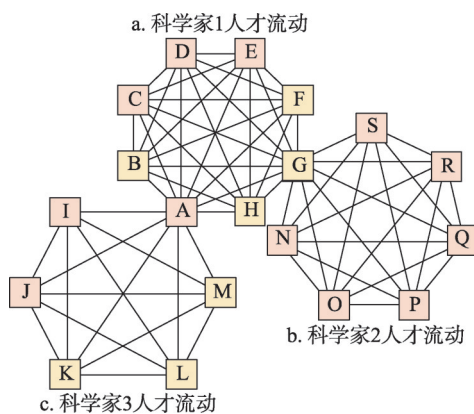 a. 科学家1人才流动
D E
C F
B G
S
R
I A H
N Q
J M
O P
b. 科学家2人才流动
K L
c. 科学家3人才流动